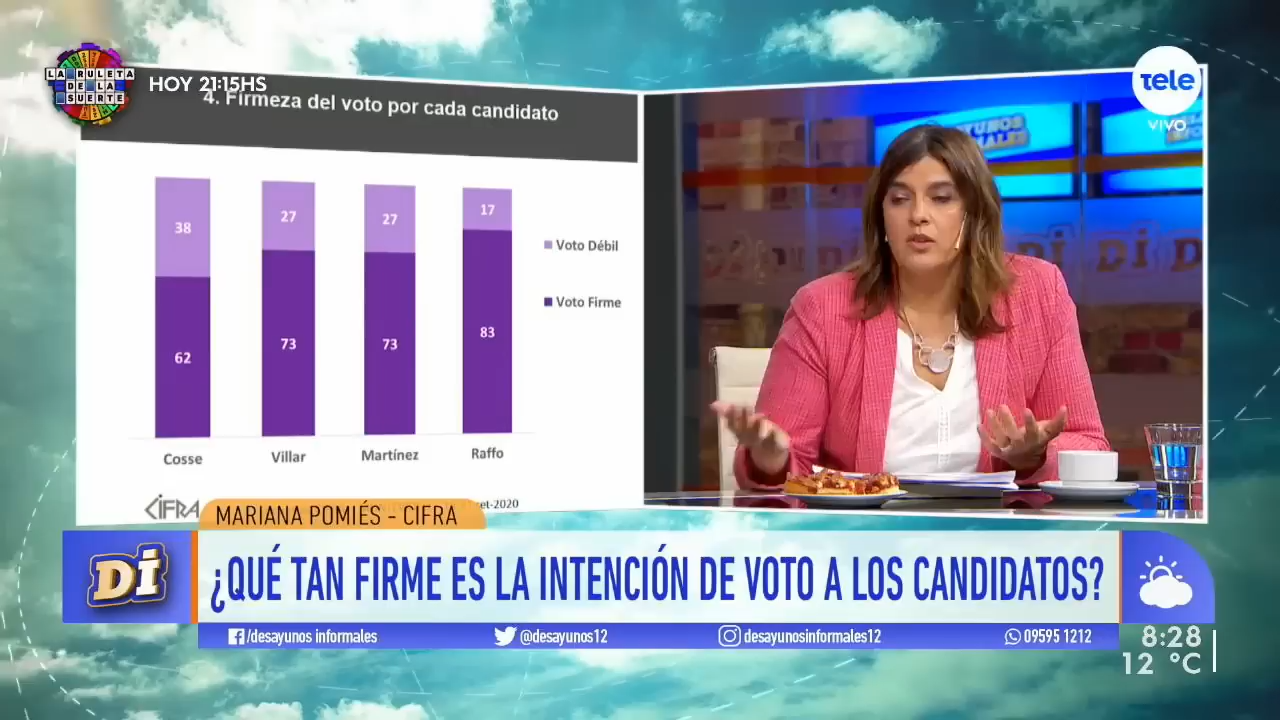 LA RULETA
DE LA
SUERTE
HOY 21:15HS
4. Firmeza del voto por cada candidato
38
27
27
17
Voto Débil
Voto Firme
62
73
73
83
Cosse
Villar
Martínez
Raffo
CIFRA
set-2020
tele
VIVO
DI
MARIANA POMIÉS - CIFRA
DI
¿QUÉ TAN FIRME ES LA INTENCIÓN DE VOTO A LOS CANDIDATOS?
/desayunos informales
@desayunos12
desayunosinformales12
09595 1212
8:28
12 °C